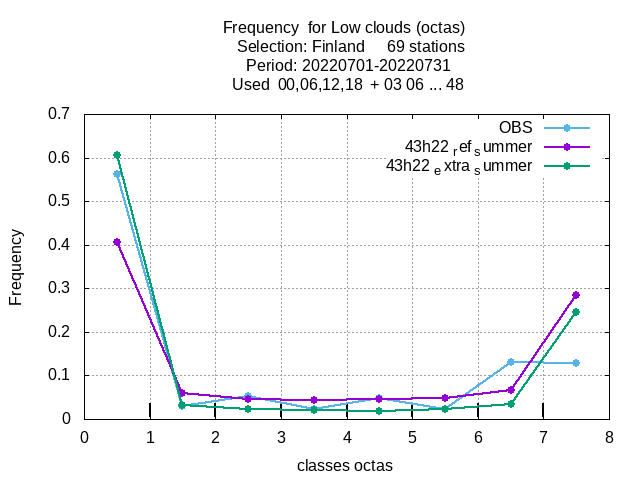 Frequency for Low clouds (octas)
Selection: Finland 69 stations
Period: 20220701-20220731
Used 00,06,12,18 + 03 06 ... 48
OBS
43h22 ref summer
43h22 extra summer
0.7
0.6
0.5
0.4
0.3
0.2
0.1
0
Frequency
0 1 2 3 4 5 6 7 8
classes octas